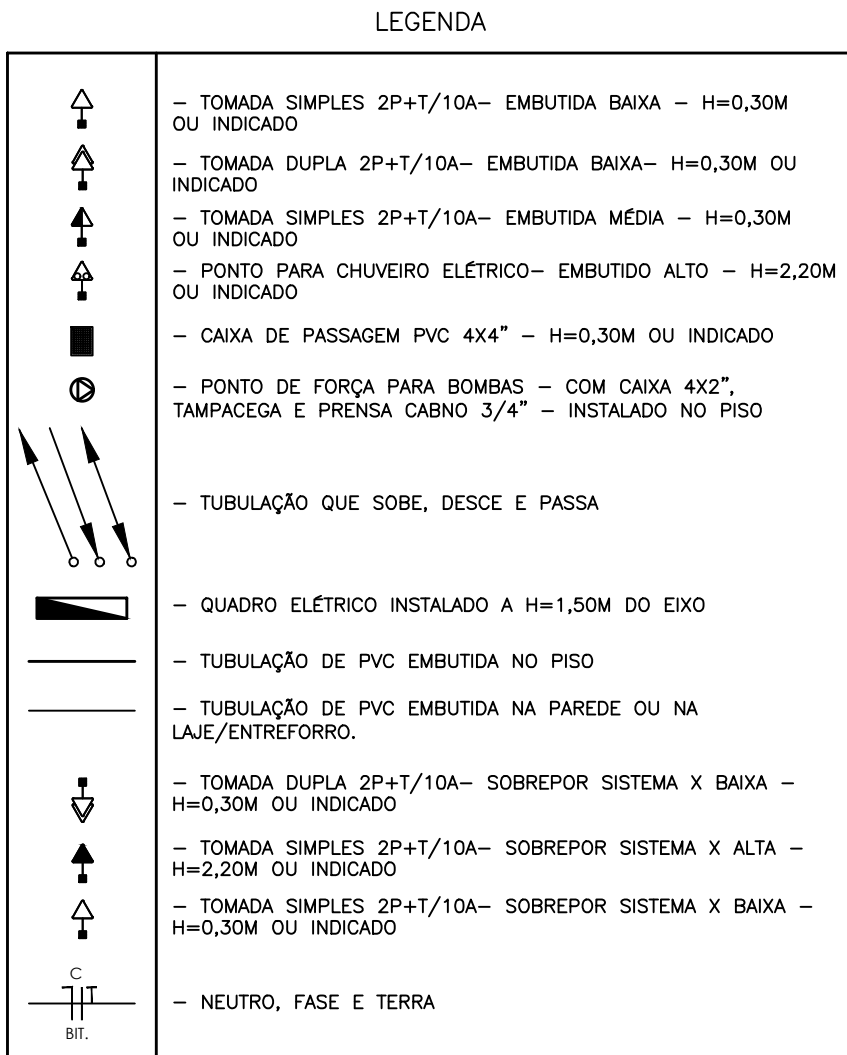 LEGENDA
– TOMADA SIMPLES 2P+T/10A– EMBUTIDA BAIXA – H=0,30M
OU INDICADO
– TOMADA DUPLA 2P+T/10A– EMBUTIDA BAIXA– H=0,30M OU
INDICADO
– TOMADA SIMPLES 2P+T/10A– EMBUTIDA MÉDIA – H=0,30M
OU INDICADO
– PONTO PARA CHUVEIRO ELÉTRICO– EMBUTIDO ALTO – H=2,20M
OU INDICADO
– CAIXA DE PASSAGEM PVC 4X4" – H=0,30M OU INDICADO
– PONTO DE FORÇA PARA BOMBAS – COM CAIXA 4X2",
TAMPACEGA E PRENSA CABNO 3/4" – INSTALADO NO PISO
– TUBULAÇÃO QUE SOBE, DESCE E PASSA
– QUADRO ELÉTRICO INSTALADO A H=1,50M DO EIXO
– TUBULAÇÃO DE PVC EMBUTIDA NO PISO
– TUBULAÇÃO DE PVC EMBUTIDA NA PAREDE OU NA
LAJE/ENTREFORRO.
– TOMADA DUPLA 2P+T/10A– SOBREPOR SISTEMA X BAIXA –
H=0,30M OU INDICADO
– TOMADA SIMPLES 2P+T/10A– SOBREPOR SISTEMA X ALTA –
H=2,20M OU INDICADO
– TOMADA SIMPLES 2P+T/10A– SOBREPOR SISTEMA X BAIXA –
H=0,30M OU INDICADO
C
– NEUTRO, FASE E TERRA
BIT.